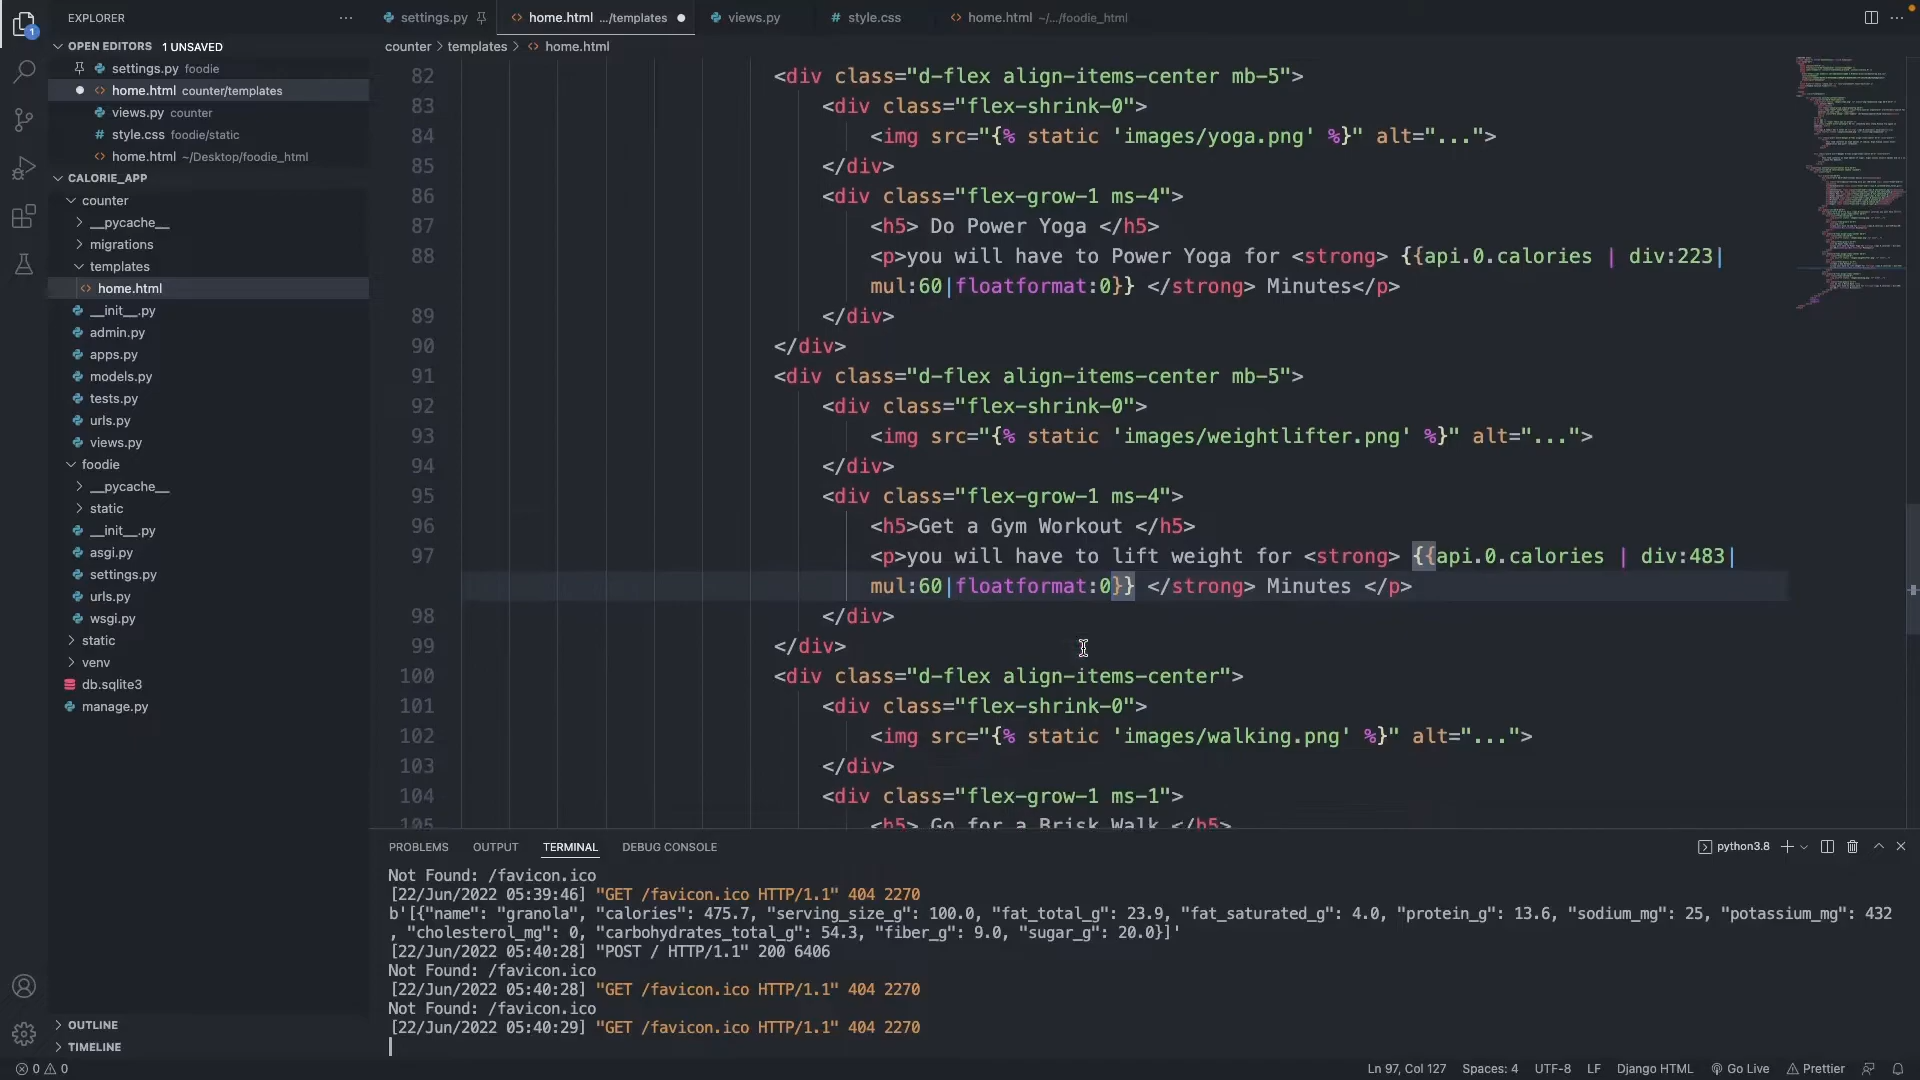 EXPLORER
settings.py
home.html .../templates
views.py
# style.css
home.html ~/.../foodie_html
1
OPEN EDITORS 1 UNSAVED
settings.py foodie
home.html counter/templates
views.py counter
# style.css foodie/static
home.html ~/Desktop/foodie_html
CALORIE_APP
counter
__pycache__
migrations
templates
home.html
__init__.py
admin.py
apps.py
models.py
tests.py
urls.py
views.py
foodie
__pycache__
static
__init__.py
asgi.py
settings.py
urls.py
wsgi.py
static
venv
db.sqlite3
manage.py
OUTLINE
TIMELINE
counter > templates > home.html
82 <div class="d-flex align-items-center mb-5">
83 <div class="flex-shrink-0">
84 <img src="{% static 'images/yoga.png' %}" alt="...">
85 </div>
86 <div class="flex-grow-1 ms-4">
87 <h5> Do Power Yoga </h5>
88 <p>you will have to Power Yoga for <strong> {{api.0.calories | div:223|
mul:60|floatformat:0}} </strong> Minutes</p>
89 </div>
90 </div>
91 <div class="d-flex align-items-center mb-5">
92 <div class="flex-shrink-0">
93 <img src="{% static 'images/weightlifter.png' %}" alt="...">
94 </div>
95 <div class="flex-grow-1 ms-4">
96 <h5>Get a Gym Workout </h5>
97 <p>you will have to lift weight for <strong> {{api.0.calories | div:483|
mul:60|floatformat:0}} </strong> Minutes </p>
98 </div>
99 </div>
100 <div class="d-flex align-items-center">
101 <div class="flex-shrink-0">
102 <img src="{% static 'images/walking.png' %}" alt="...">
103 </div>
104 <div class="flex-grow-1 ms-1">
105 <h5> Go for a Brisk Walk </h5>
PROBLEMS OUTPUT TERMINAL DEBUG CONSOLE
python3.8
Not Found: /favicon.ico
[22/Jun/2022 05:39:46] "GET /favicon.ico HTTP/1.1" 404 2270
b'[{"name": "granola", "calories": 475.7, "serving_size_g": 100.0, "fat_total_g": 23.9, "fat_saturated_g": 4.0, "protein_g": 13.6, "sodium_mg": 25, "potassium_mg": 432
, "cholesterol_mg": 0, "carbohydrates_total_g": 54.3, "fiber_g": 9.0, "sugar_g": 20.0}]'
[22/Jun/2022 05:40:28] "POST / HTTP/1.1" 200 6406
Not Found: /favicon.ico
[22/Jun/2022 05:40:28] "GET /favicon.ico HTTP/1.1" 404 2270
Not Found: /favicon.ico
[22/Jun/2022 05:40:29] "GET /favicon.ico HTTP/1.1" 404 2270
0 0
Ln 97, Col 127 Spaces: 4 UTF-8 LF Django HTML Go Live Prettier